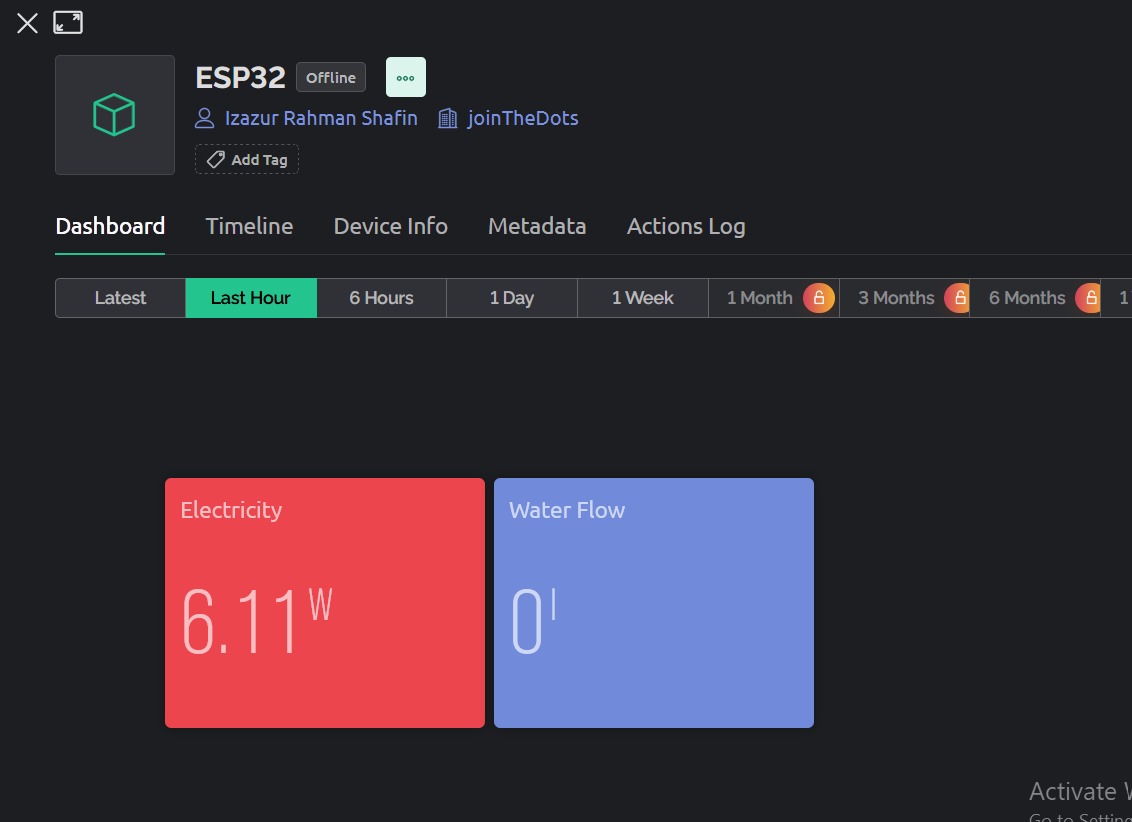 ESP32 Offline
Izazur Rahman Shafin joinTheDots
Add Tag
Dashboard Timeline Device Info Metadata Actions Log
Latest Last Hour 6 Hours 1 Day 1 Week 1 Month 3 Months 6 Months 1
Electricity Water Flow
6.11 W 0 l
Activate
Go to Setting